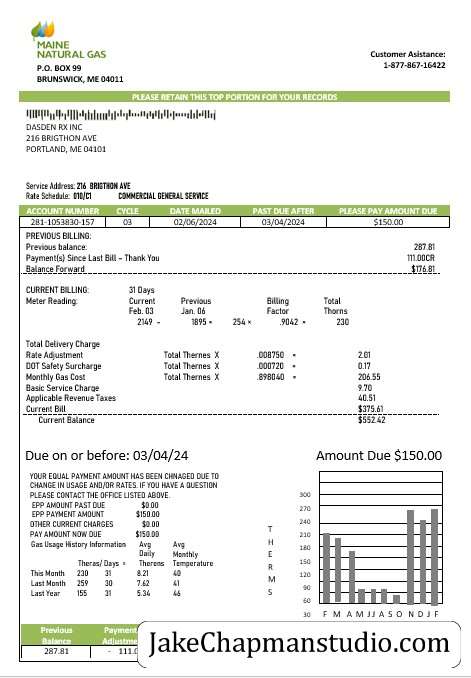 MAINE
NATURAL GAS
P.O. BOX 99
BRUNSWICK, ME 04011
Customer Asistance:
1-877-867-16422
PLEASE RETAIN THIS TOP PORTION FOR YOUR RECORDS
DASDEN RX INC
216 BRIGTHON AVE
PORTLAND, ME 04101
Service Address: 216 BRIGTHON AVE
Rate Schedule: 010/C1 COMMERCIAL GENERAL SERVICE
ACCOUNT NUMBER CYCLE DATE MAILED PAST DUE AFTER PLEASE PAY AMOUNT DUE
281-1053830-157 03 02/06/2024 03/04/2024 $150.00
PREVIOUS BILLING:
Previous balance: 287.81
Payment(s) Since Last Bill – Thank You 111.00CR
Balance Forward $176.81
CURRENT BILLING: 31 Days
Meter Reading: Current Previous Billing Total
Feb. 03 Jan. 06 Factor Thorns
2149 – 1895 × 254 × .9042 = 230
Total Delivery Charge
Rate Adjustment Total Thernes X .008750 = 2.01
DOT Safety Surcharge Total Thernes X .000720 = 0.17
Monthly Gas Cost Total Thernes X .898040 = 206.55
Basic Service Charge 9.70
Applicable Revenue Taxes 40.51
Current Bill $375.61
Current Balance $552.42
Due on or before: 03/04/24 Amount Due $150.00
YOUR EQUAL PAYMENT AMOUNT HAS BEN CHNAGED DUE TO
CHANGE IN USAGE AND/OR RATES. IF YOU HAVE A QUESTION
PLEASE CONTACT THE OFFICE LISTED ABOVE.
EPP AMOUNT PAST DUE $0.00
EPP PAYMENT AMOUNT $150.00
OTHER CURRENT CHARGES $0.00
PAY AMOUNT NOW DUE $150.00
Gas Usage History Information Avg Avg
Daily Monthly
Theras/ Days = Therens Temperature
This Month 230 31 8.21 40
Last Month 259 30 7.62 41
Last Year 155 31 5.34 46
T
H
E
R
M
S
300
270
240
210
180
150
120
90
60
30
F M A M J J A S O N D J F
Previous Payment
Balance Adjustme
287.81 - 111.0
JakeChapmanstudio.com